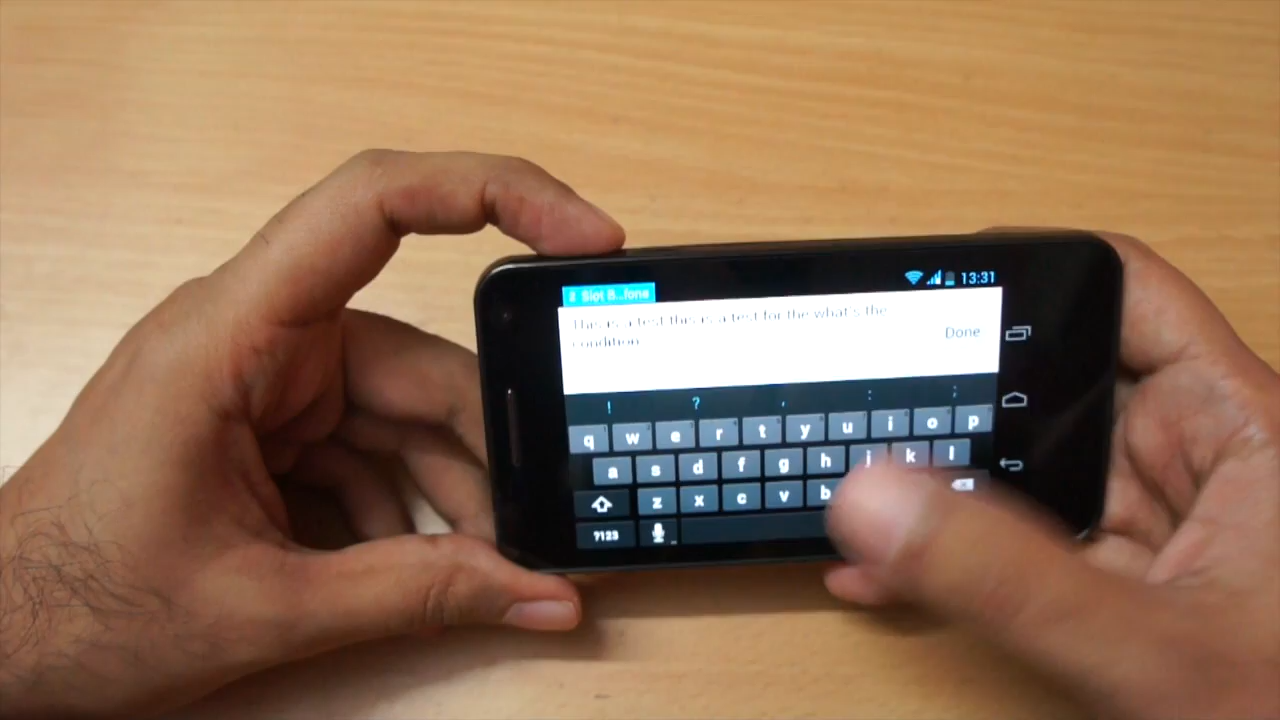 13:31
This is a test this is a test for the what's the
condition
Done
! ? , : ;
q w e r t y u i o p
a s d f g h j k l
z x c v b
?123